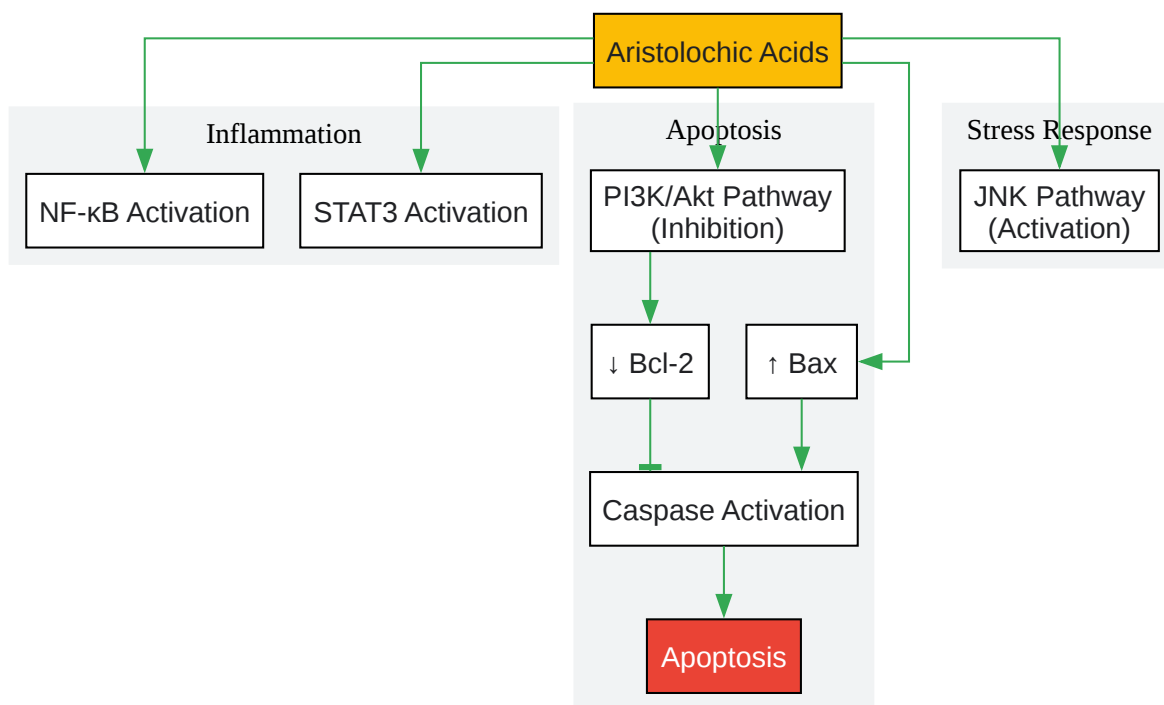 Aristolochic Acids
Inflammation
Apoptosis
Stress Response
NF-κB Activation
STAT3 Activation
PI3K/Akt Pathway
(Inhibition)
JNK Pathway
(Activation)
↓ Bcl-2
↑ Bax
Caspase Activation
Apoptosis